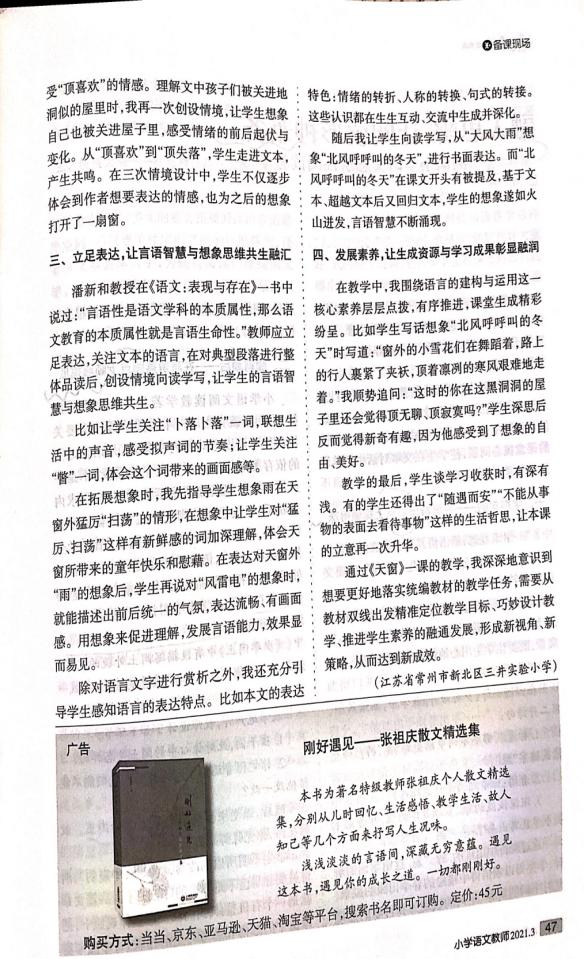 备课现场
受“顶喜欢”的情感。理解文中孩子们被关进地
洞似的屋里时,我再一次创设情境,让学生想象
自己也被关进屋子里,感受情绪的前后起伏与
变化。从“顶喜欢”到“顶失落”,学生走进文本,
产生共鸣。在三次情境设计中,学生不仅逐步
体会到作者想要表达的情感,也为之后的想象
打开了一扇窗。
三、立足表达,让言语智慧与想象思维共生融汇
潘新和教授在《语文:表现与存在》一书中
说过:“言语性是语文学科的本质属性,那么语
文教育的本质属性就是言语生命性。”教师应立
足表达,关注文本的语言,在对典型段落进行整
体品读后,创设情境向读学写,让学生的言语智
慧与想象思维共生。
比如让学生关注“卜落卜落”一词,联想生
活中的声音,感受拟声词的节奏;让学生关注
“瞥”一词,体会这个词带来的画面感等。
在拓展想象时,我先指导学生想象雨在天
窗外猛厉“扫荡”的情形,在想象中让学生对“猛
厉、扫荡”这样有新鲜感的词加深理解,体会天
窗所带来的童年快乐和慰藉。在表达对天窗外
“雨”的想象后,学生再说对“风雷电”的想象时,
就能描述出前后统一的气氛,表达流畅、有画面
感。用想象来促进理解,发展言语能力,效果显
而易见。
除对语言文字进行赏析之外,我还充分引
导学生感知语言的表达特点。比如本文的表达
特色:情绪的转折、人称的转换、句式的转接。
这些认识都在生生互动、交流中生成并深化。
随后我让学生向读学写,从“大风大雨”想
象“北风呼呼叫的冬天”,进行书面表达。而“北
风呼呼叫的冬天”在课文开头有被提及,基于文
本、超越文本后又回归文本,学生的想象遂如火
山迸发,言语智慧不断涌现。
四、发展素养,让生成资源与学习成果彰显融润
在教学中,我围绕语言的建构与运用这一
核心素养层层点拨,有序推进,课堂生成精彩
纷呈。比如学生写话想象“北风呼呼叫的冬
天”时写道:“窗外的小雪花们在舞蹈着,路上
的行人裹紧了夹袄,顶着凛冽的寒风艰难地走
着。”我顺势追问:“这时的你在这黑洞洞的屋
子里还会觉得顶无聊、顶寂寞吗?”学生深思后
反而觉得新奇有趣,因为他感受到了想象的自
由、美好。
教学的最后,学生谈学习收获时,有深有
浅。有的学生还得出了“随遇而安”“不能从事
物的表面去看待事物”这样的生活哲思,让本课
的立意再一次升华。
通过《天窗》一课的教学,我深深地意识到
想要更好地落实统编教材的教学任务,需要从
教材双线出发精准定位教学目标、巧妙设计教
学、推进学生素养的融通发展,形成新视角、新
策略,从而达到新成效。
(江苏省常州市新北区三井实验小学)
广告
刚好遇见——张祖庆散文精选集
刚好遇见
本书为著名特级教师张祖庆个人散文精选
集,分别从儿时回忆、生活感悟、教学生活、故人
知己等几个方面来抒写人生况味。
浅浅淡淡的言语间,深藏无穷意蕴。遇见
这本书,遇见你的成长之道。一切都刚刚好。
购买方式:当当、京东、亚马逊、天猫、淘宝等平台,搜索书名即可订购。定价:45元
小学语文教师2021.3 47